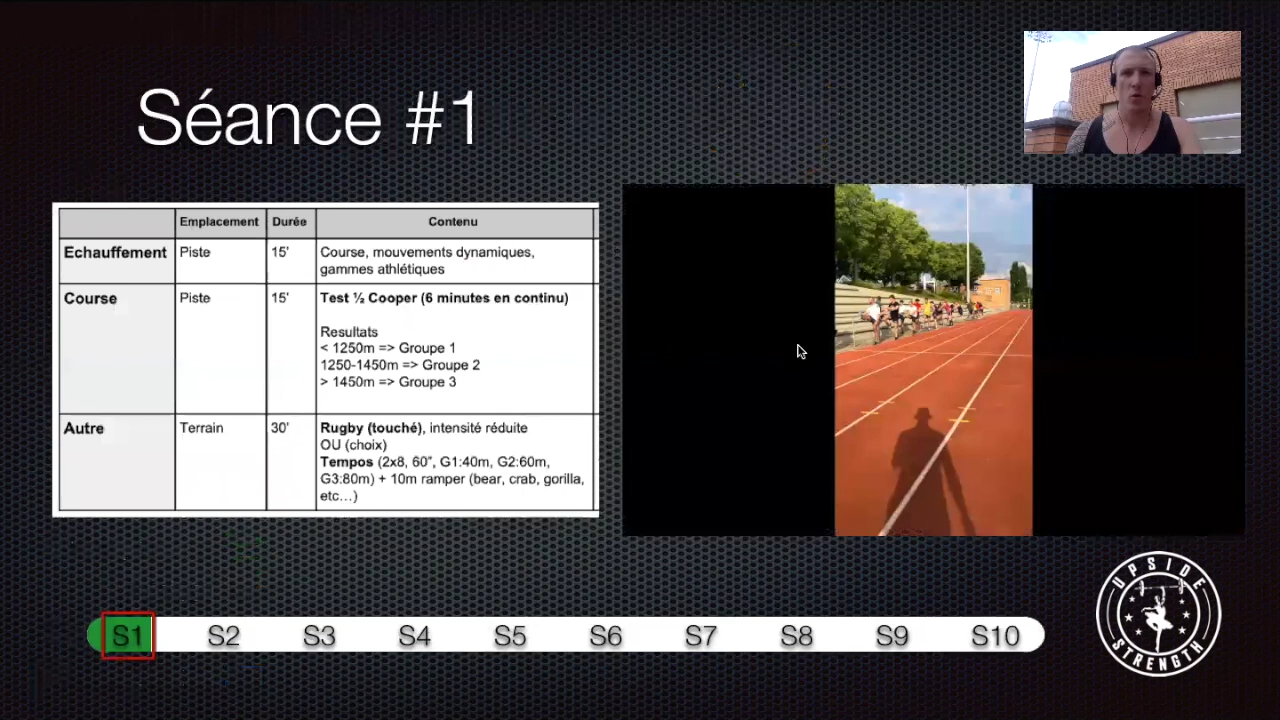 Séance #1
Emplacement Durée Contenu
Echauffement Piste 15' Course, mouvements dynamiques,
gammes athlétiques
Course Piste 15' Test ½ Cooper (6 minutes en continu)
Resultats
< 1250m => Groupe 1
1250-1450m => Groupe 2
> 1450m => Groupe 3
Autre Terrain 30' Rugby (touché), intensité réduite
OU (choix)
Tempos (2x8, 60”, G1:40m, G2:60m,
G3:80m) + 10m ramper (bear, crab, gorilla,
etc…)
S1 S2 S3 S4 S5 S6 S7 S8 S9 S10
UPSIDE
STRENGTH